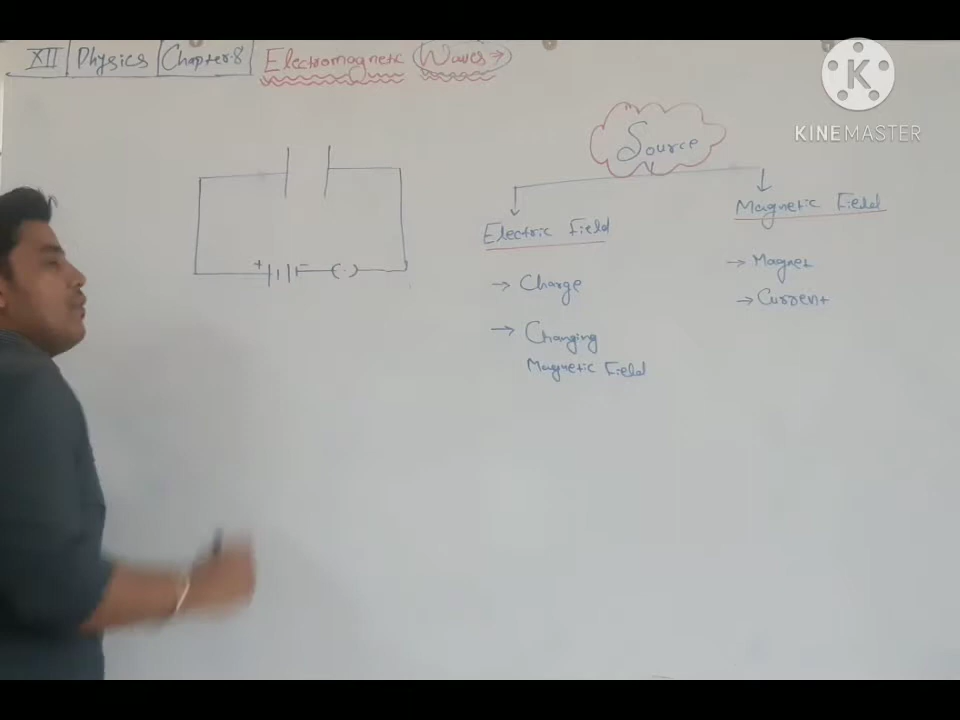 XII | Physics | Chapter-8 | Electromagnetic Waves →
K
KINEMASTER
Source
Electric Field
Magnetic Field
→ Charge
→ Magnet
→ Current
→ Changing
Magnetic Field
+ -